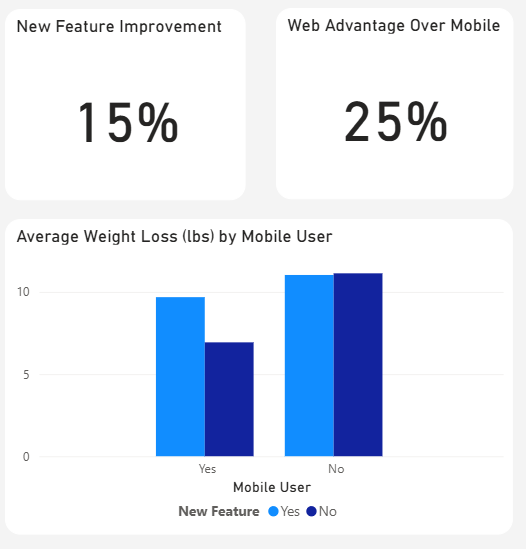 New Feature Improvement
Web Advantage Over Mobile
15%
25%
Average Weight Loss (lbs) by Mobile User
10
5
0
Yes No
Mobile User
New Feature Yes No